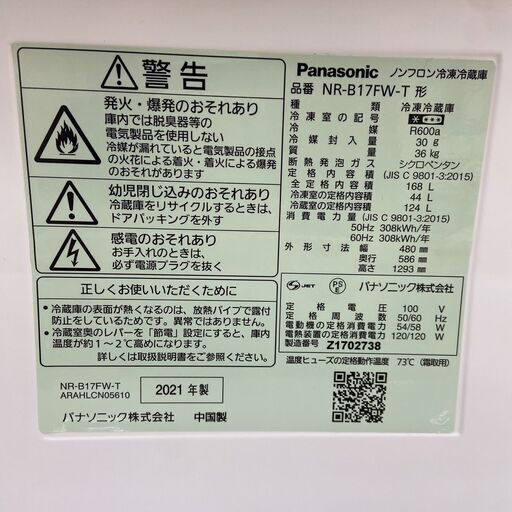 警告
発火・爆発のおそれあり
庫内では脱臭器等の
電気製品を使用しない
冷媒が漏れていると電気製品の接点
の火花による着火・着火による爆発
のおそれがあります
幼児閉じ込みのおそれあり
冷蔵庫をリサイクルするときは、
ドアパッキングを外す
感電のおそれあり
お手入れのときは、
必ず電源プラグを抜く
正しくお使いいただくために
・冷蔵庫の表面が熱くなるのは、放熱パイプで露付
防止をしているためです。異常ではありません。
・冷蔵室奥のレバーを「節電」設定にすると、庫内
温度が約1～2℃高めになります。
詳しくは取扱説明書をご参照ください。
NR-B17FW-T
ARAHLCN05610
2021年製
パナソニック株式会社 中国製
Panasonic ノンフロン冷凍冷蔵庫
品番 NR-B17FW-T 形
種類 冷凍冷蔵庫
冷凍室の記号
冷媒 R600a
冷媒封入量 30 g
質量 36 kg
断熱発泡ガス シクロペンタン
定格内容積 (JIS C 9801-3:2015)
全定格内容積 168 L
冷凍室の定格内容積 44 L
冷蔵室の定格内容積 124 L
消費電力量 (JIS C 9801-3:2015)
50Hz 308kWh/年
60Hz 308kWh/年
外形寸法 幅 480 mm
奥行 586 mm
高さ 1293 mm
JET
PS
E
パナソニック株式会社
定格電圧 100 V
定格周波数 50/60 Hz
電動機の定格消費電力 54/58 W
電熱装置の定格消費電力 120/120 W
製造番号 Z1702738
温度ヒューズの定格動作温度 73℃ (霜取用)